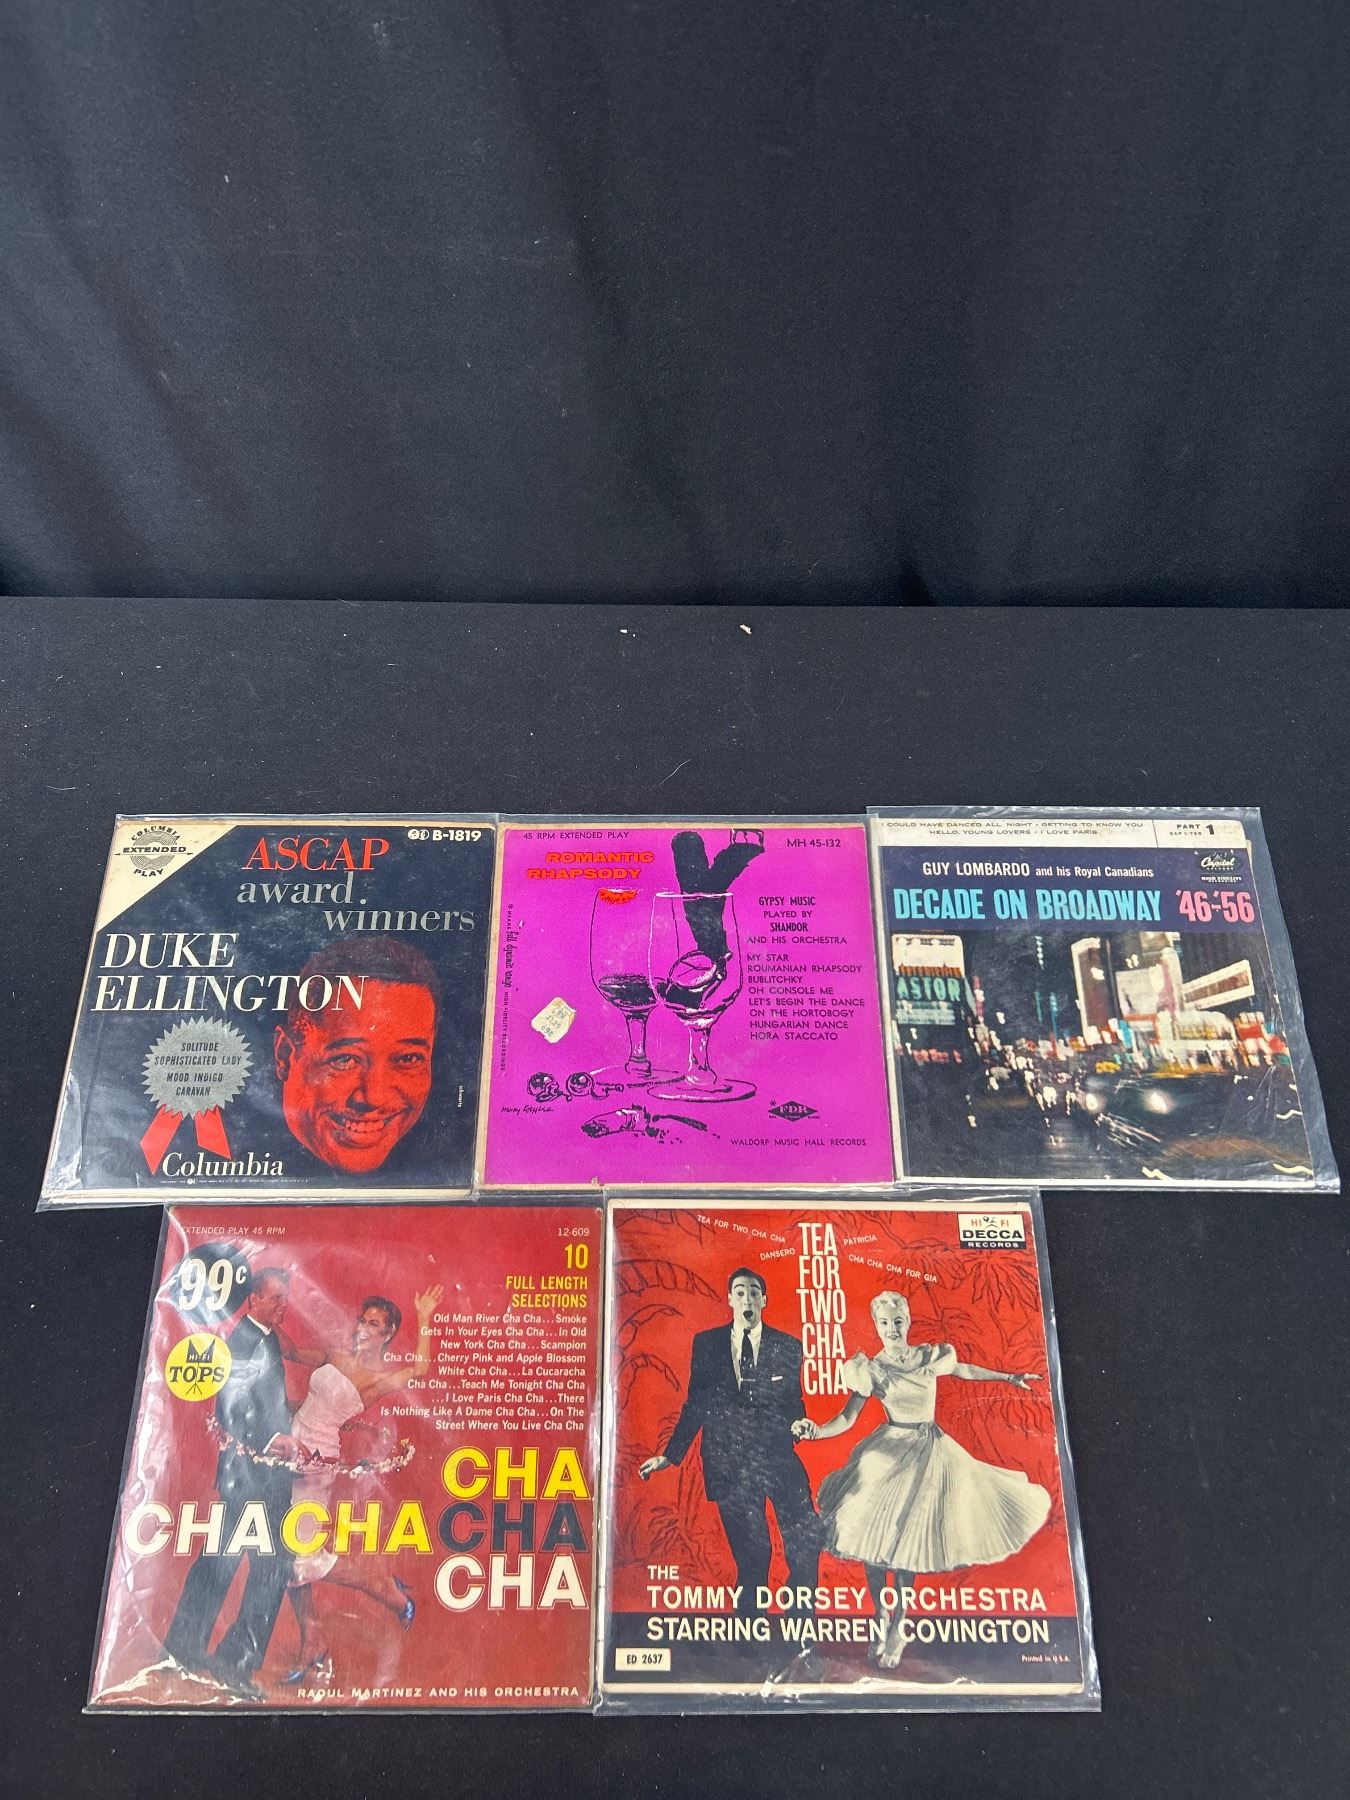 COLUMBIA
EXTENDED
PLAY
B-1819
ASCAP
award
winners
DUKE
ELLINGTON
SOLITUDE
SOPHISTICATED LADY
MOOD INDIGO
CARAVAN
Columbia
45 RPM EXTENDED PLAY
MH 45-132
ROMANTIC
RHAPSODY
GYPSY MUSIC
PLAYED BY
SHANDOR
AND HIS ORCHESTRA
MY STAR
ROUMANIAN RHAPSODY
BUBLITCHKY
OH CONSOLE ME
LET'S BEGIN THE DANCE
ON THE HORTOBOGY
HUNGARIAN DANCE
HORA STACCATO
FDR
WALDORF MUSIC HALL RECORDS
I COULD HAVE DANCED ALL NIGHT • GETTING TO KNOW YOU
HELLO, YOUNG LOVERS • I LOVE PARIS
PART 1
Capitol
RECORDS
GUY LOMBARDO and his Royal Canadians
DECADE ON BROADWAY '46-'56
ASTOR
EXTENDED PLAY 45 RPM
12-609
99c
HI-FI
TOPS
10
FULL LENGTH
SELECTIONS
Old Man River Cha Cha...Smoke
Gets In Your Eyes Cha Cha...In Old
New York Cha Cha...Scampion
Cha Cha...Cherry Pink and Apple Blossom
White Cha Cha...La Cucaracha
Cha Cha...Teach Me Tonight Cha Cha
...I Love Paris Cha Cha...There
Is Nothing Like A Dame Cha Cha...On The
Street Where You Live Cha Cha
CHA
CHA CHA CHA
CHA
RAOUL MARTINEZ AND HIS ORCHESTRA
TEA FOR TWO CHA CHA
DANSERO
PATRICIA
CHA CHA CHA FOR GIA
TEA
FOR
TWO
CHA
CHA
HI FI
DECCA
RECORDS
THE
TOMMY DORSEY ORCHESTRA
STARRING WARREN COVINGTON
ED 2637
Printed in U.S.A.